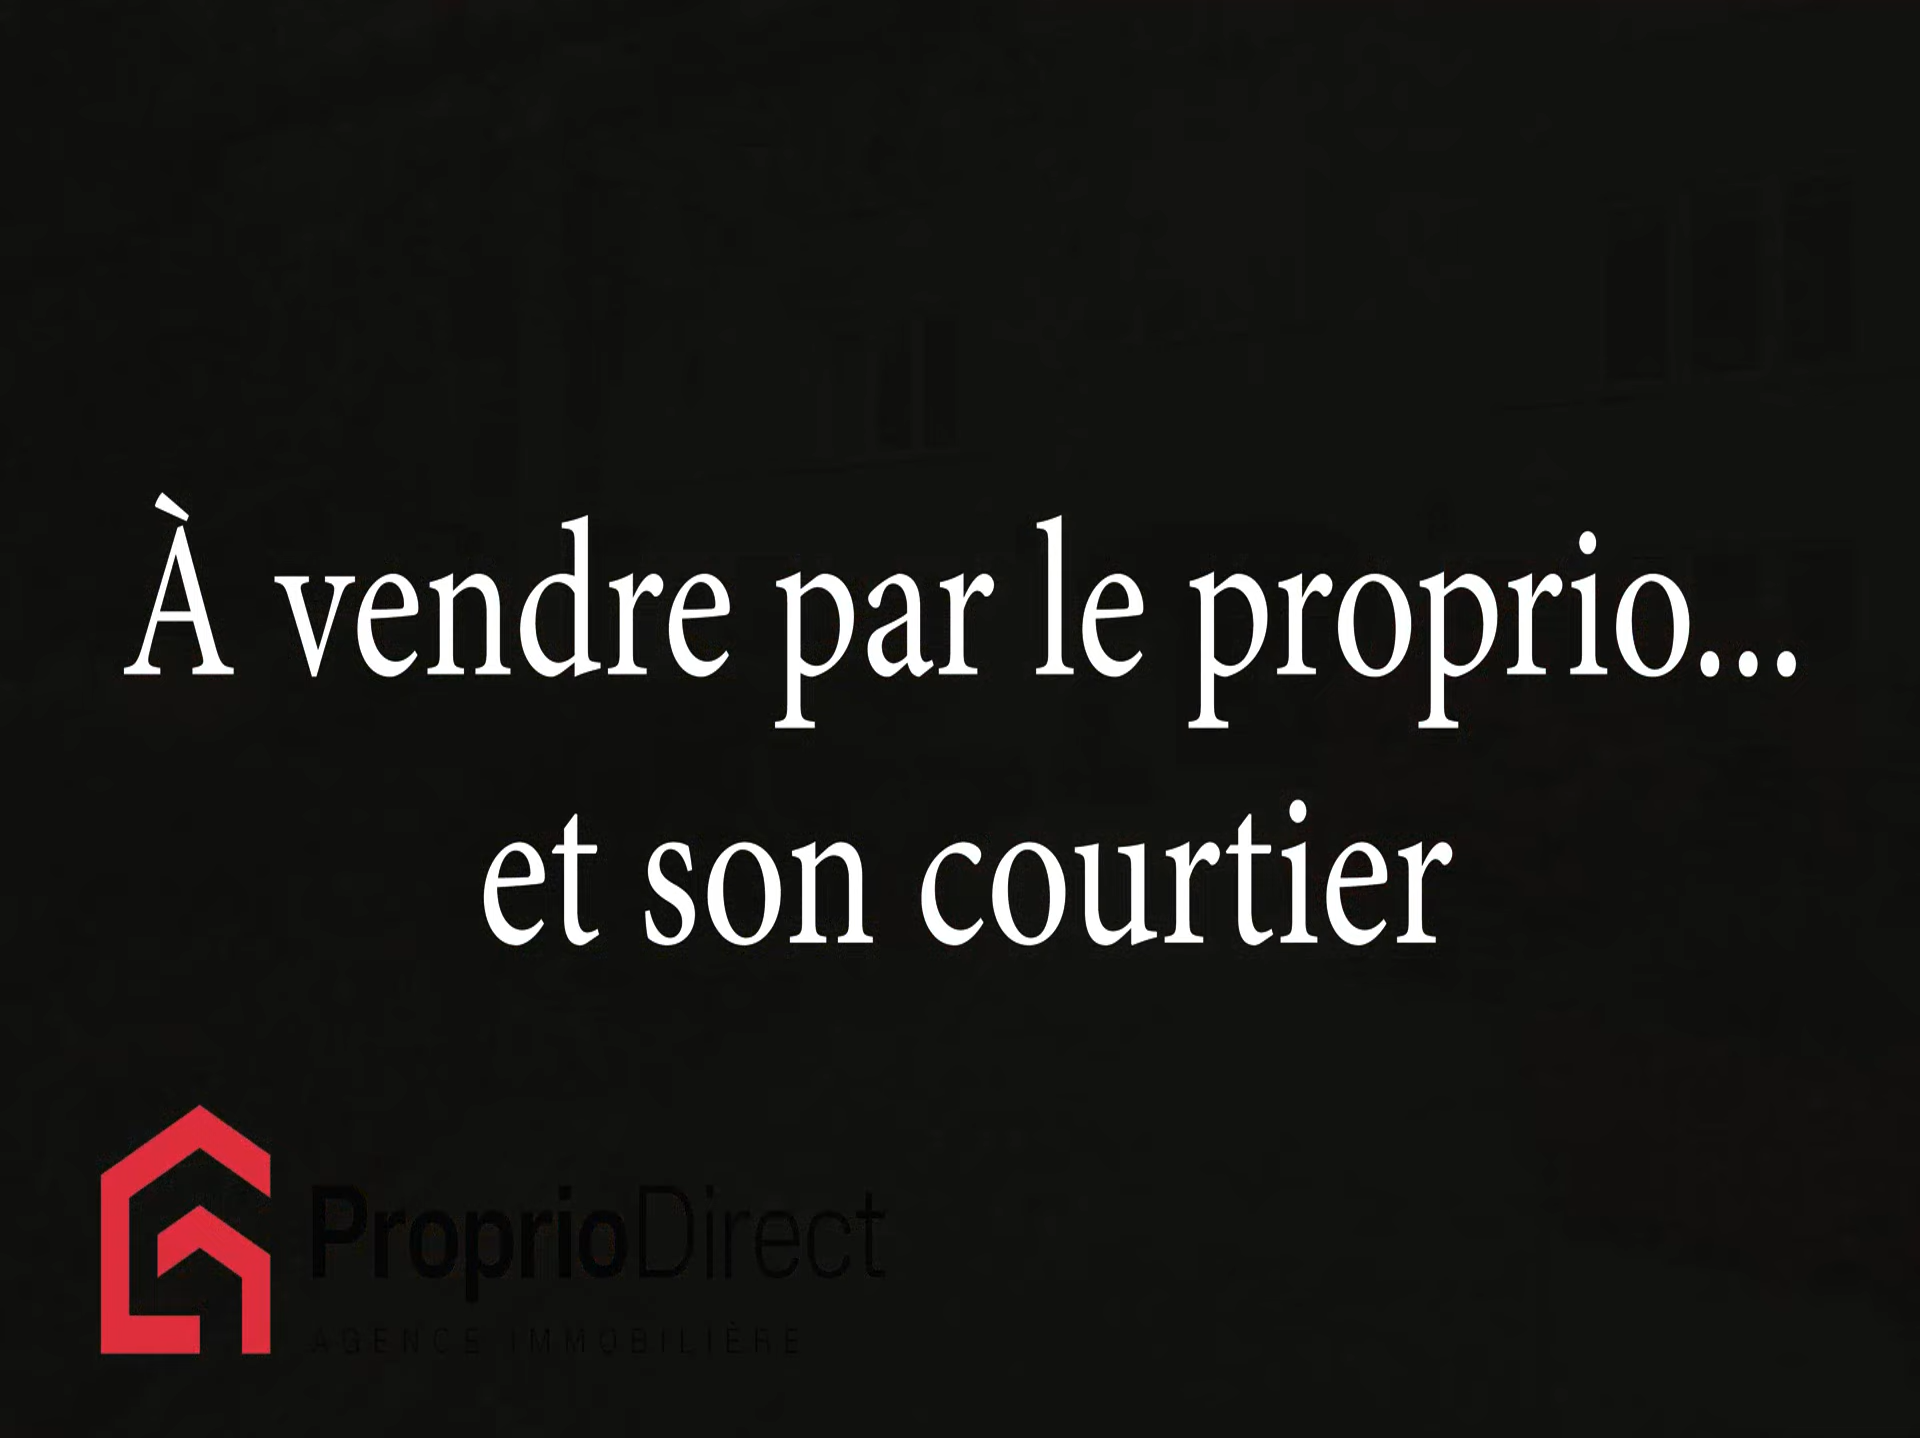 À vendre par le proprio...
et son courtier
ProprioDirect
AGENCE IMMOBILIÈRE